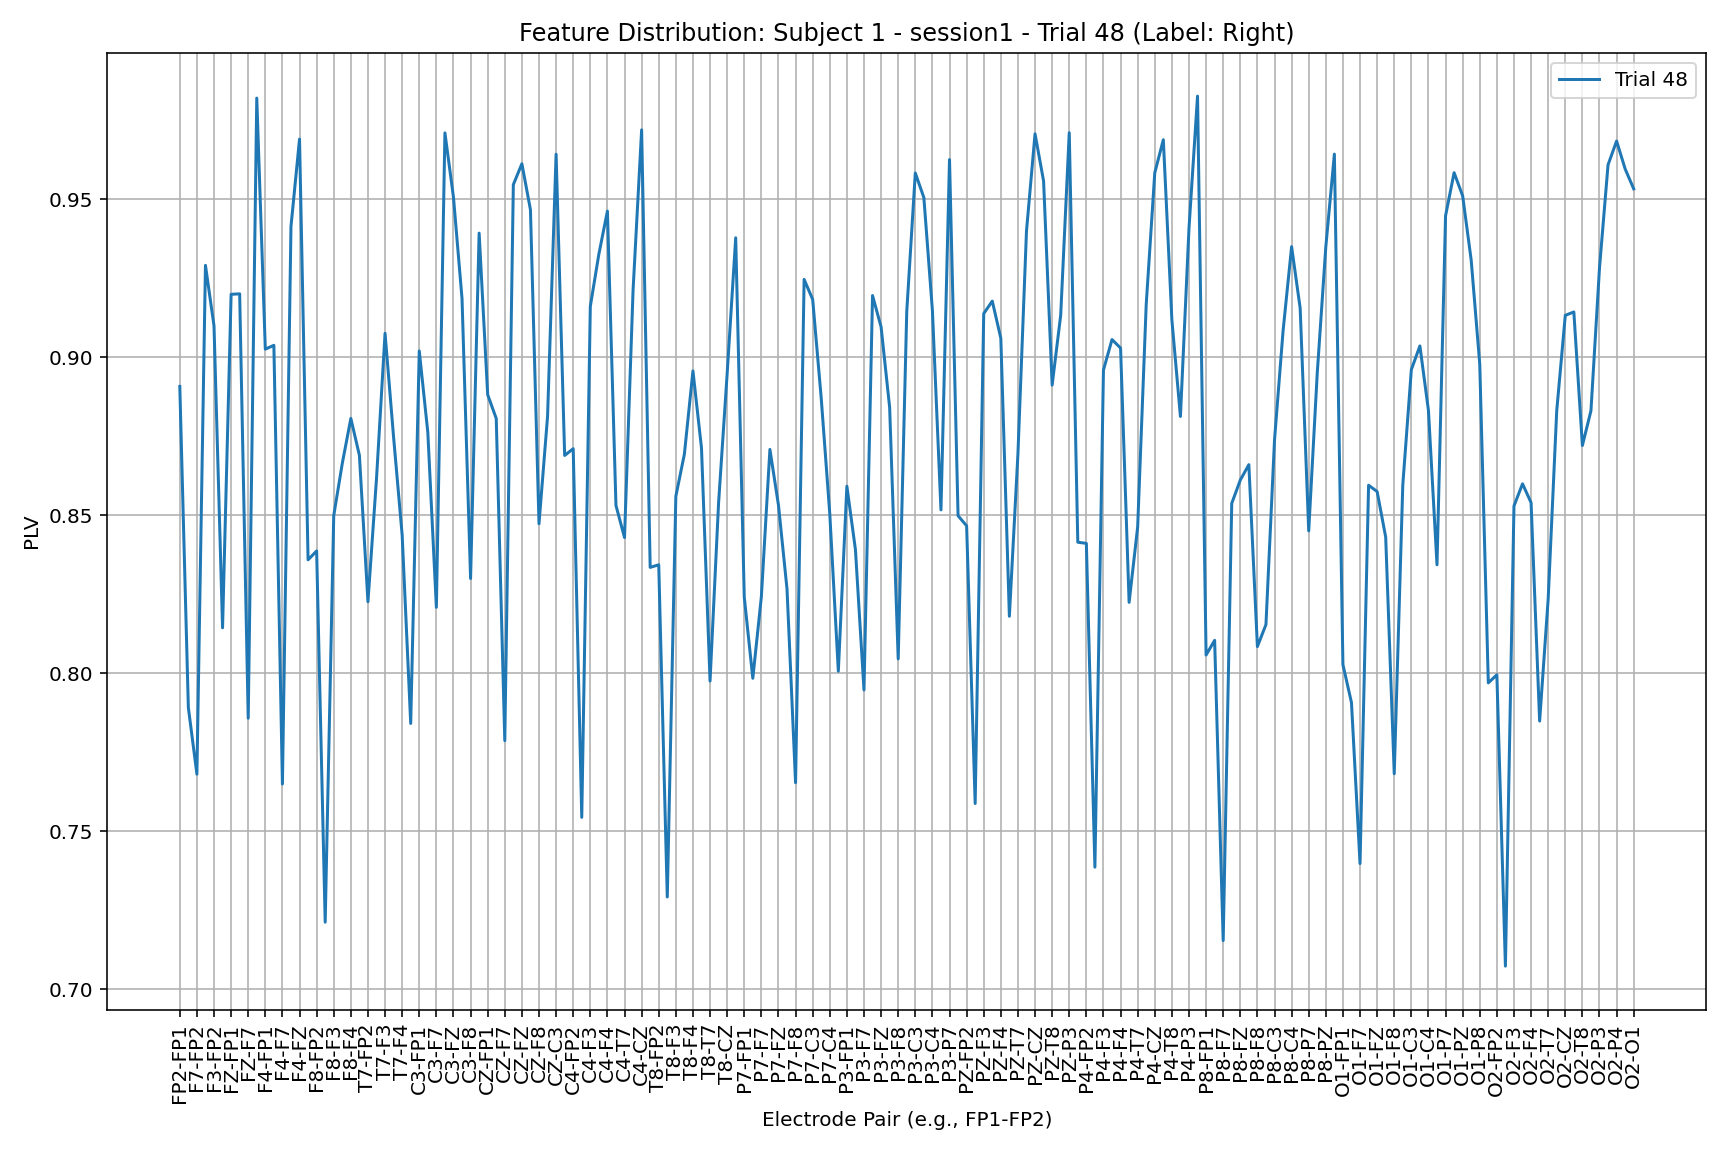 Feature Distribution: Subject 1 - session1 - Trial 48 (Label: Right)
Trial 48
PLV
0.95
0.90
0.85
0.80
0.75
0.70
FP2-FP1
F7-FP2
F3-FP2
FZ-FP1
FZ-F7
F4-FP1
F4-F7
F4-FZ
F8-FP2
F8-F3
F8-F4
T7-FP2
T7-F3
T7-F4
C3-FP1
C3-F7
C3-FZ
C3-F8
CZ-FP1
CZ-F7
CZ-FZ
CZ-F8
CZ-C3
C4-FP2
C4-F3
C4-F4
C4-T7
C4-CZ
T8-FP2
T8-F3
T8-F4
T8-T7
T8-CZ
P7-FP1
P7-F7
P7-FZ
P7-F8
P7-C3
P7-C4
P3-FP1
P3-F7
P3-FZ
P3-F8
P3-C3
P3-C4
P3-P7
PZ-FP2
PZ-F3
PZ-F4
PZ-T7
PZ-CZ
PZ-T8
PZ-P3
P4-FP2
P4-F3
P4-F4
P4-T7
P4-CZ
P4-T8
P4-P3
P8-FP1
P8-F7
P8-FZ
P8-F8
P8-C3
P8-C4
P8-P7
P8-PZ
O1-FP1
O1-F7
O1-FZ
O1-F8
O1-C3
O1-C4
O1-P7
O1-PZ
O1-P8
O2-FP2
O2-F3
O2-F4
O2-T7
O2-CZ
O2-T8
O2-P3
O2-P4
O2-O1
Electrode Pair (e.g., FP1-FP2)